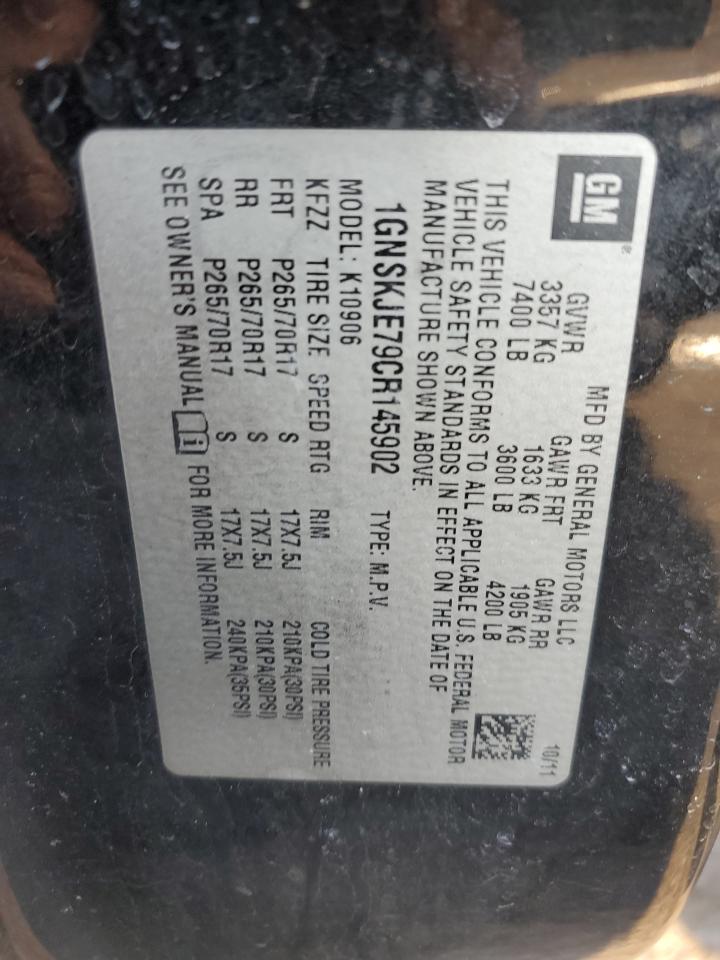 GM®
MFD BY GENERAL MOTORS LLC 10/11
GVWR GAWR FRT GAWR RR
3357 KG 1633 KG 1905 KG
7400 LB 3600 LB 4200 LB
THIS VEHICLE CONFORMS TO ALL APPLICABLE U.S. FEDERAL MOTOR
VEHICLE SAFETY STANDARDS IN EFFECT ON THE DATE OF
MANUFACTURE SHOWN ABOVE.
1GNSKJE79CR145902 TYPE: M.P.V.
MODEL: K10906
KFZZ TIRE SIZE SPEED RTG RIM COLD TIRE PRESSURE
FRT P265/70R17 S 17X7.5J 210KPA(30PSI)
RR P265/70R17 S 17X7.5J 210KPA(30PSI)
SPA P265/70R17 S 17X7.5J 240KPA(35PSI)
SEE OWNER'S MANUAL i FOR MORE INFORMATION.